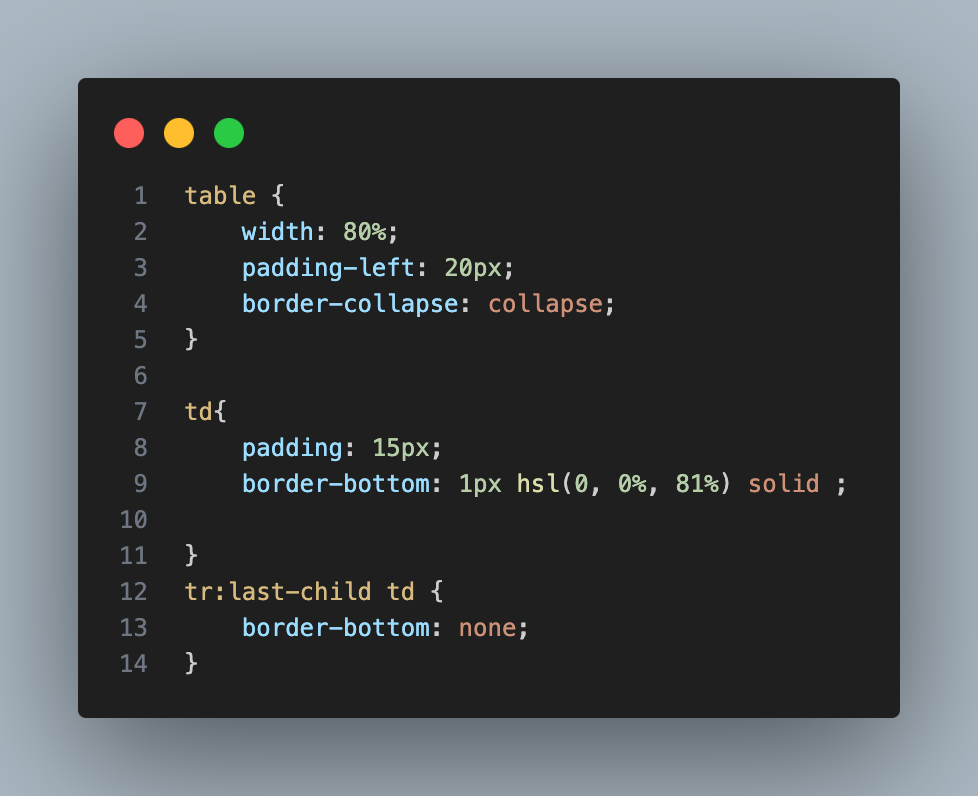 1 table {
2     width: 80%;
3     padding-left: 20px;
4     border-collapse: collapse;
5 }
6
7 td{
8     padding: 15px;
9     border-bottom: 1px hsl(0, 0%, 81%) solid ;
10
11 }
12 tr:last-child td {
13     border-bottom: none;
14 }